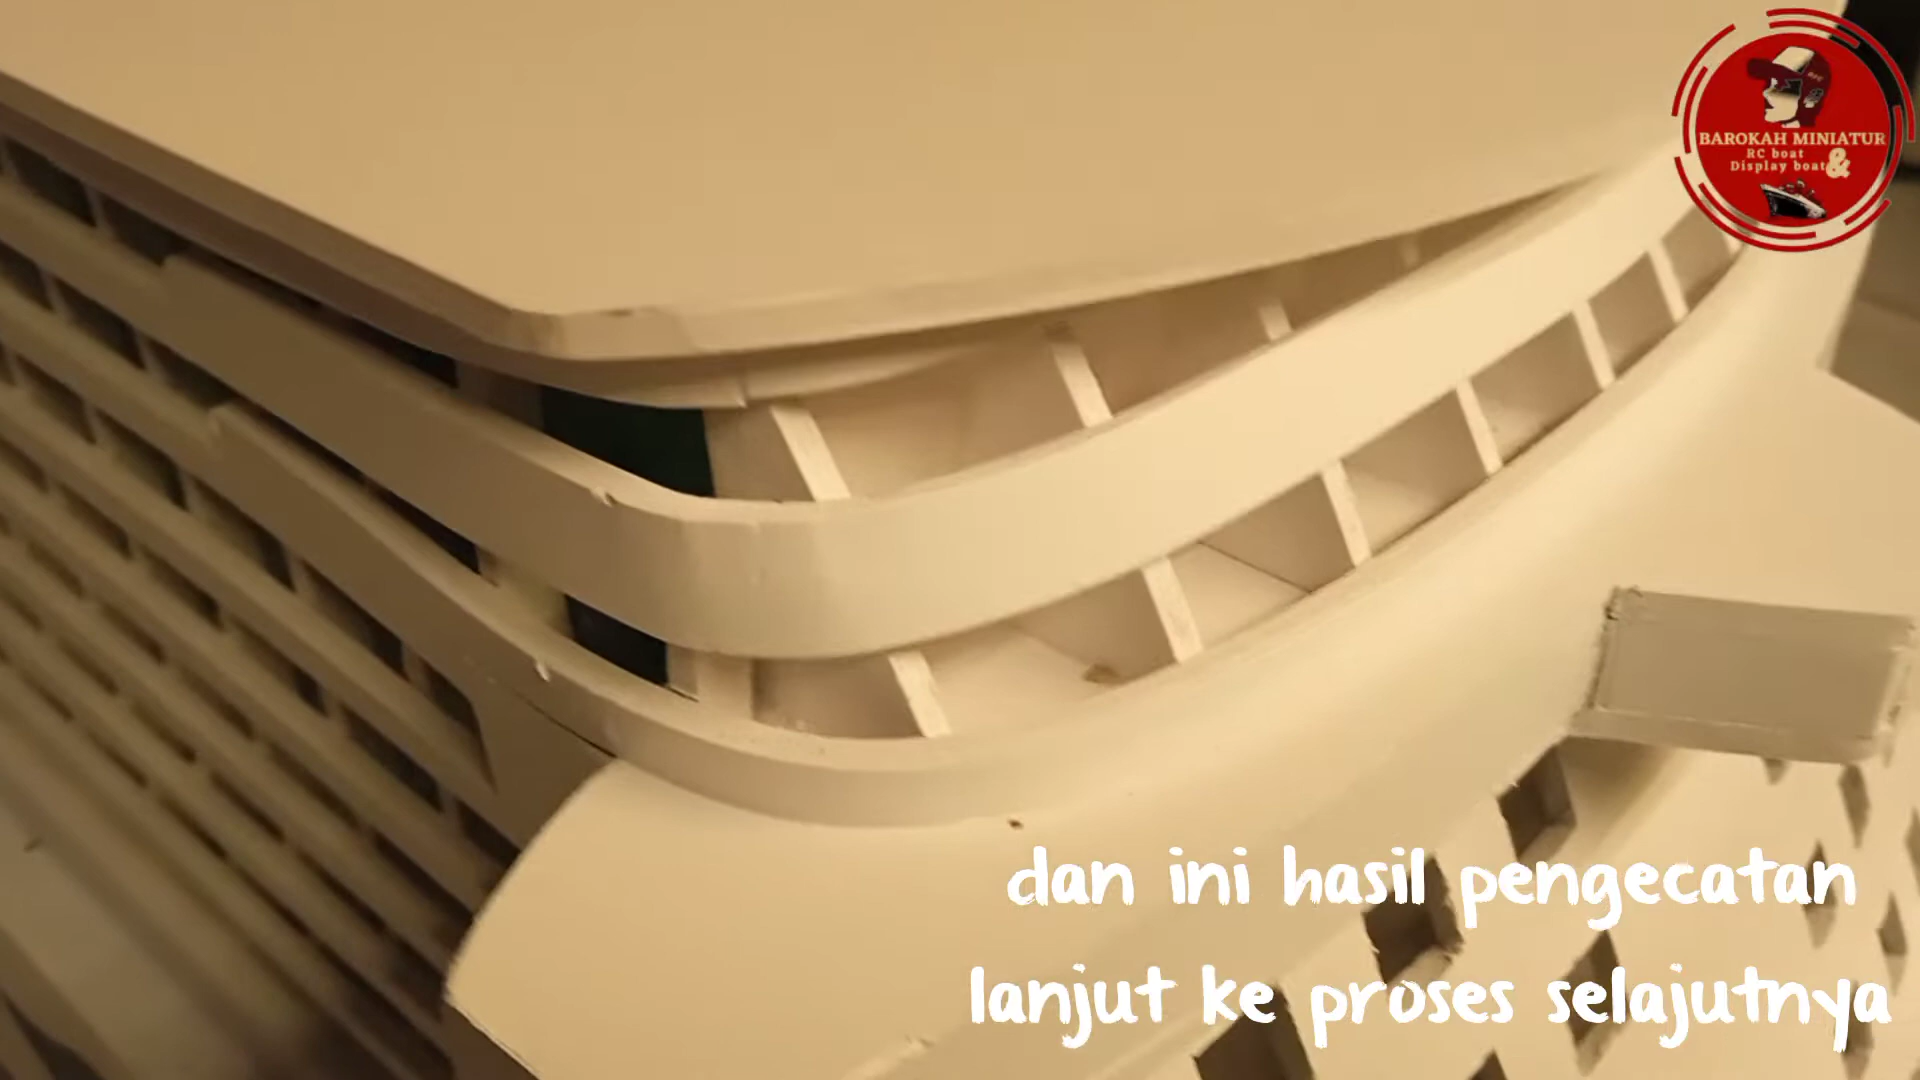 BAROKAH MINIATUR
RC boat
Display boat &
dan ini hasil pengecatan
lanjut ke proses selajutnya